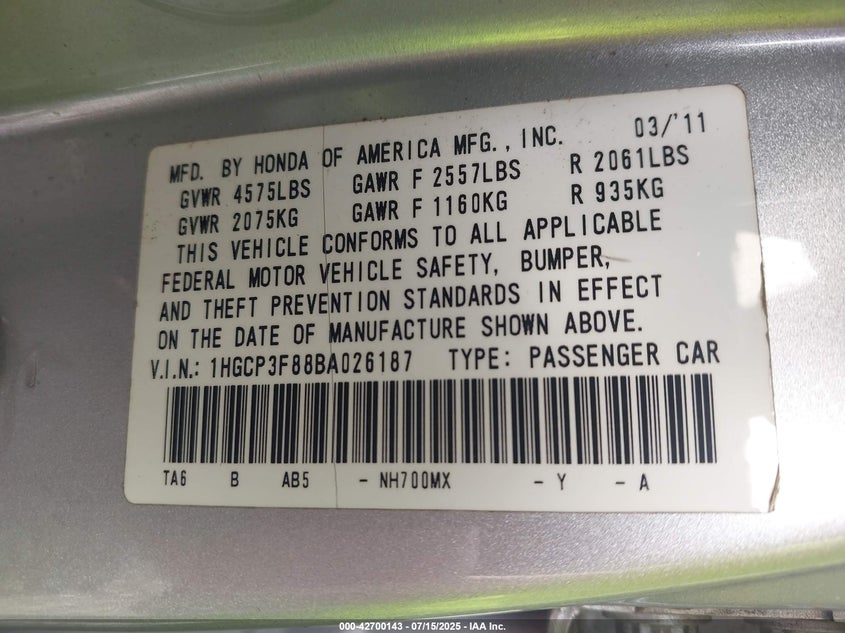 MFD. BY HONDA OF AMERICA MFG., INC. 03/'11
GVWR 4575LBS GAWR F 2557LBS R 2061LBS
GVWR 2075KG GAWR F 1160KG R 935KG
THIS VEHICLE CONFORMS TO ALL APPLICABLE
FEDERAL MOTOR VEHICLE SAFETY, BUMPER,
AND THEFT PREVENTION STANDARDS IN EFFECT
ON THE DATE OF MANUFACTURE SHOWN ABOVE.
V.I.N.: 1HGCP3F88BA026187 TYPE: PASSENGER CAR
TA6 B AB5 - NH700MX - Y - A
000-42700143 - 07/15/2025 - IAA Inc.